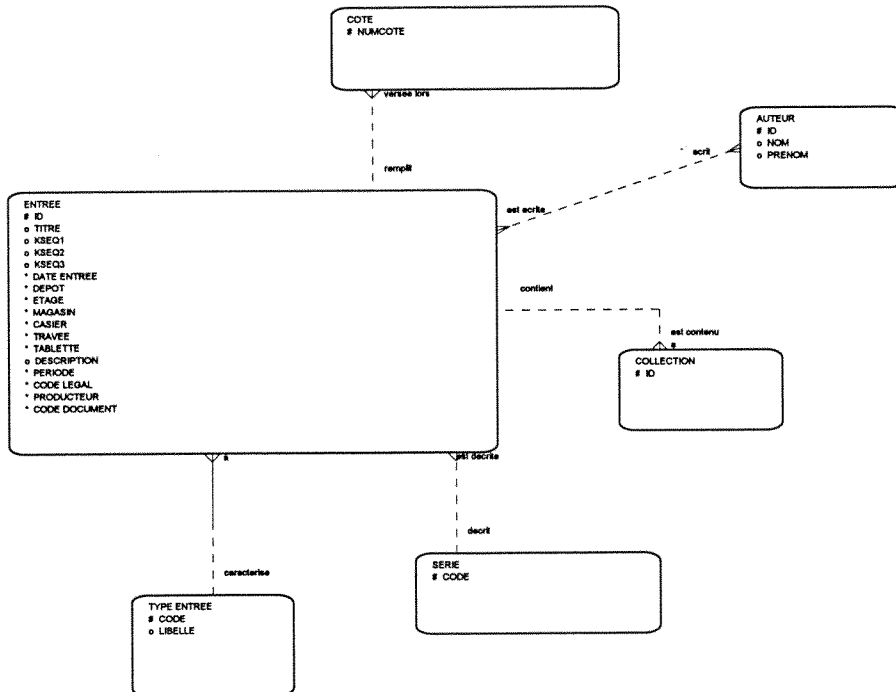 COTE
# NUMCOTE
versee lors
remplit
AUTEUR
# ID
o NOM
o PRENOM
ecrit
est ecrite
ENTREE
# ID
o TITRE
o KSEQ1
o KSEQ2
o KSEQ3
* DATE ENTREE
* DEPOT
* ETAGE
* MAGASIN
* CASIER
* TRAVEE
* TABLETTE
o DESCRIPTION
* PERIODE
* CODE LEGAL
* PRODUCTEUR
* CODE DOCUMENT
contient
est contenu
a
COLLECTION
# ID
a
est decrite
decrit
SERIE
# CODE
caracterise
TYPE ENTREE
# CODE
o LIBELLE